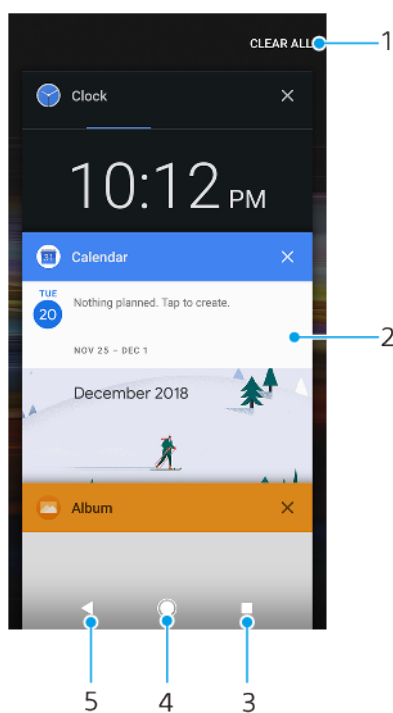 CLEAR ALL
1
Clock
10:12 PM
31 Calendar
TUE
20
Nothing planned. Tap to create.
2
NOV 25 – DEC 1
December 2018
Album
5 4 3